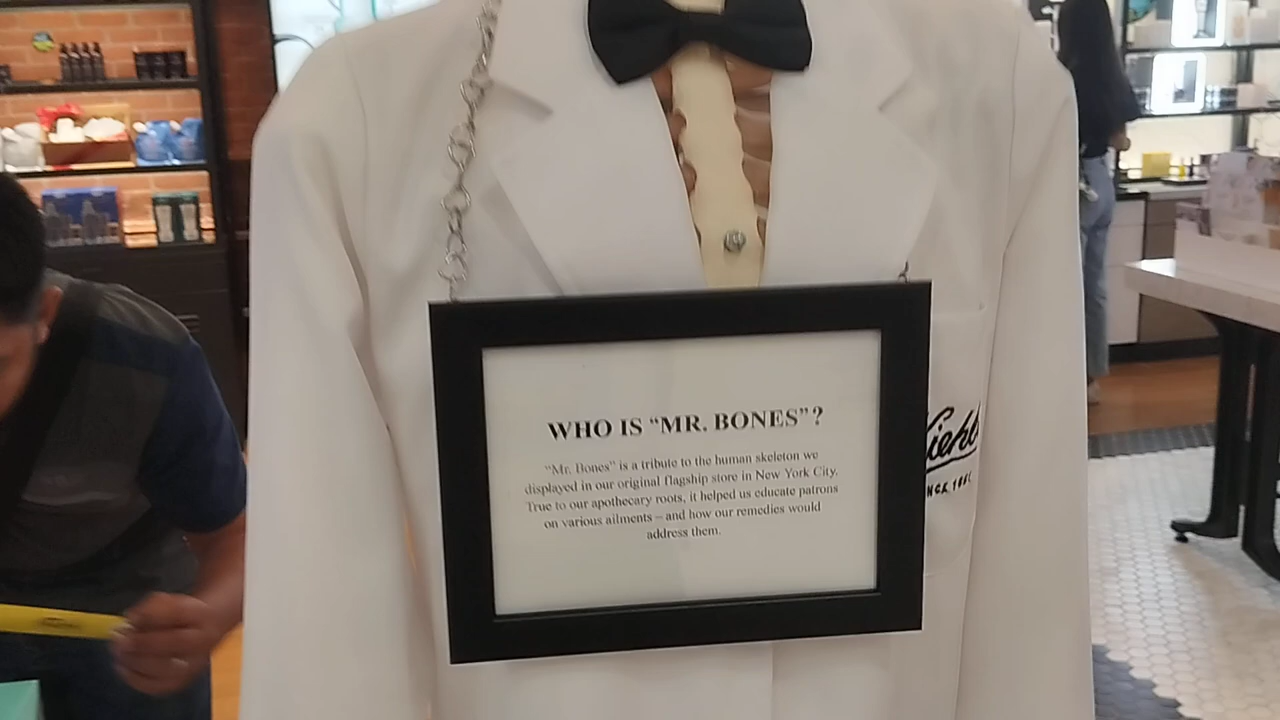 WHO IS “MR. BONES”?
“Mr. Bones” is a tribute to the human skeleton we
displayed in our original flagship store in New York City.
True to our apothecary roots, it helped us educate patrons
on various ailments – and how our remedies would
address them.
Kiehl